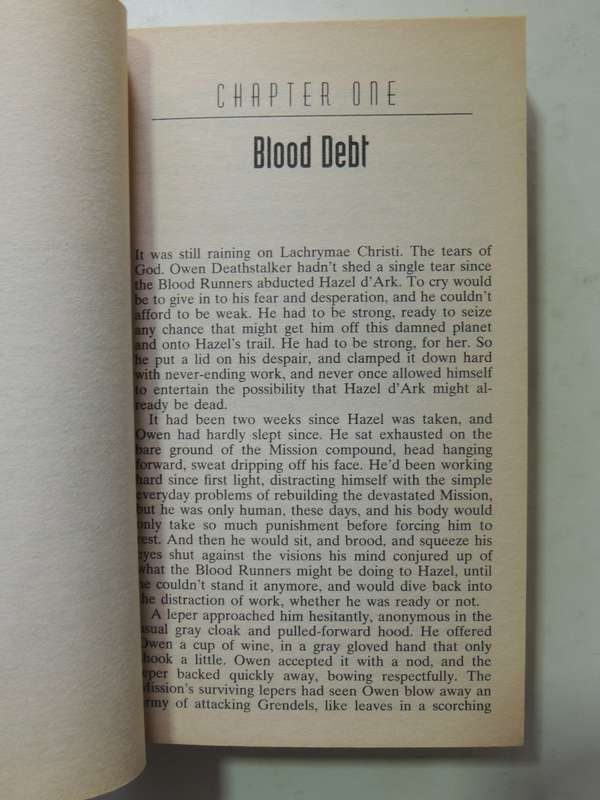 CHAPTER ONE
Blood Debt
It was still raining on Lachrymae Christi. The tears of
God. Owen Deathstalker hadn't shed a single tear since
the Blood Runners abducted Hazel d'Ark. To cry would
be to give in to his fear and desperation, and he couldn't
afford to be weak. He had to be strong, ready to seize
any chance that might get him off this damned planet
and onto Hazel's trail. He had to be strong, for her. So
he put a lid on his despair, and clamped it down hard
with never-ending work, and never once allowed himself
to entertain the possibility that Hazel d'Ark might al-
ready be dead.
It had been two weeks since Hazel was taken, and
Owen had hardly slept since. He sat exhausted on the
bare ground of the Mission compound, head hanging
forward, sweat dripping off his face. He'd been working
hard since first light, distracting himself with the simple
everyday problems of rebuilding the devastated Mission,
but he was only human, these days, and his body would
only take so much punishment before forcing him to
rest. And then he would sit, and brood, and squeeze his
eyes shut against the visions his mind conjured up of
what the Blood Runners might be doing to Hazel, until
he couldn't stand it anymore, and would dive back into
the distraction of work, whether he was ready or not.
A leper approached him hesitantly, anonymous in the
usual gray cloak and pulled-forward hood. He offered
Owen a cup of wine, in a gray gloved hand that only
shook a little. Owen accepted it with a nod, and the
leper backed quickly away, bowing respectfully. The
Mission's surviving lepers had seen Owen blow away an
army of attacking Grendels, like leaves in a scorching